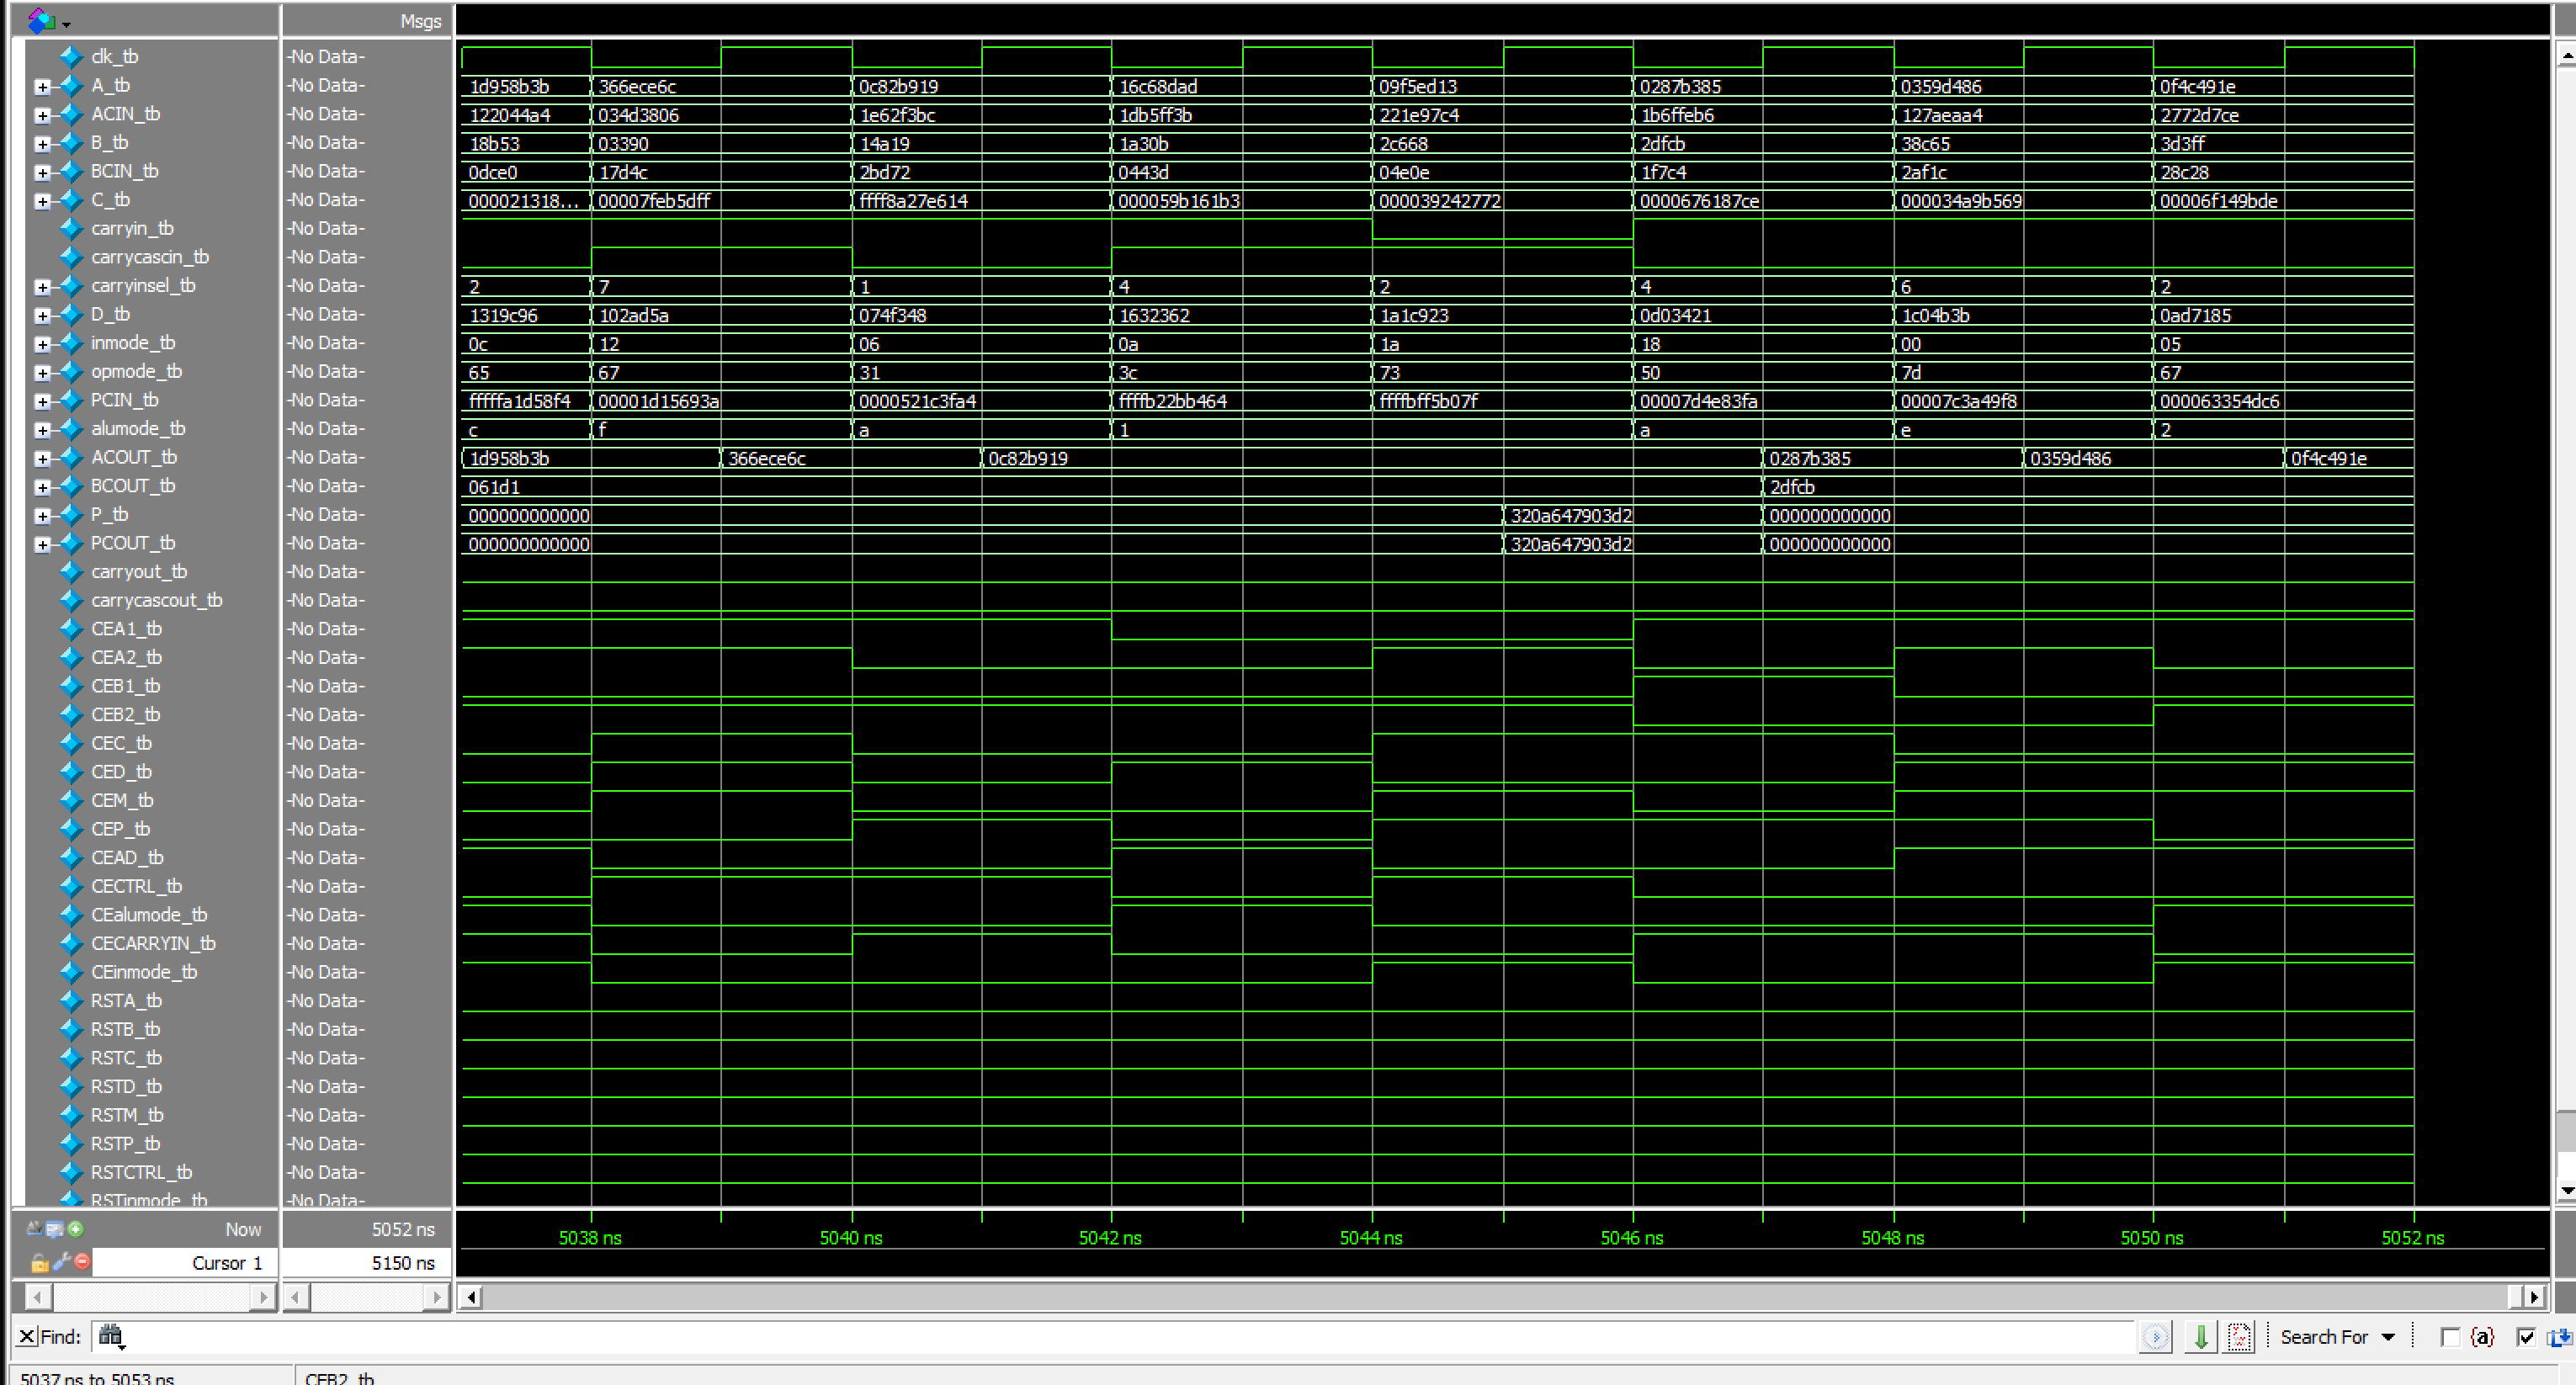 Msgs
clk_tb -No Data-
A_tb -No Data- 1d958b3b 366ece6c 0c82b919 16c68dad 09f5ed13 0287b385 0359d486 0f4c491e
ACIN_tb -No Data- 122044a4 034d3806 1e62f3bc 1db5ff3b 221e97c4 1b6ffeb6 127aeaa4 2772d7ce
B_tb -No Data- 18b53 03390 14a19 1a30b 2c668 2dfcb 38c65 3d3ff
BCIN_tb -No Data- 0dce0 17d4c 2bd72 0443d 04e0e 1f7c4 2af1c 28c28
C_tb -No Data- 000021318... 00007feb5dff ffff8a27e614 000059b161b3 000039242772 0000676187ce 000034a9b569 00006f149bde
carryin_tb -No Data-
carrycascin_tb -No Data-
carryinsel_tb -No Data- 2 7 1 4 2 4 6 2
D_tb -No Data- 1319c96 102ad5a 074f348 1632362 1a1c923 0d03421 1c04b3b 0ad7185
inmode_tb -No Data- 0c 12 06 0a 1a 18 00 05
opmode_tb -No Data- 65 67 31 3c 73 50 7d 67
PCIN_tb -No Data- fffffa1d58f4 00001d15693a 0000521c3fa4 ffffb22bb464 ffffbff5b07f 00007d4e83fa 00007c3a49f8 000063354dc6
alumode_tb -No Data- c f a 1 a e 2
ACOUT_tb -No Data- 1d958b3b 366ece6c 0c82b919 0287b385 0359d486 0f4c491e
BCOUT_tb -No Data- 061d1 2dfcb
P_tb -No Data- 000000000000 320a647903d2 000000000000
PCOUT_tb -No Data- 000000000000 320a647903d2 000000000000
carryout_tb -No Data-
carrycascout_tb -No Data-
CEA1_tb -No Data-
CEA2_tb -No Data-
CEB1_tb -No Data-
CEB2_tb -No Data-
CEC_tb -No Data-
CED_tb -No Data-
CEM_tb -No Data-
CEP_tb -No Data-
CEAD_tb -No Data-
CECTRL_tb -No Data-
CEalumode_tb -No Data-
CECARRYIN_tb -No Data-
CEinmode_tb -No Data-
RSTA_tb -No Data-
RSTB_tb -No Data-
RSTC_tb -No Data-
RSTD_tb -No Data-
RSTM_tb -No Data-
RSTP_tb -No Data-
RSTCTRL_tb -No Data-
RSTinmode_tb -No Data-
Now 5052 ns 5038 ns 5040 ns 5042 ns 5044 ns 5046 ns 5048 ns 5050 ns 5052 ns
Cursor 1 5150 ns
Find: Search For {a}
5037 ns to 5053 ns CEB2_tb